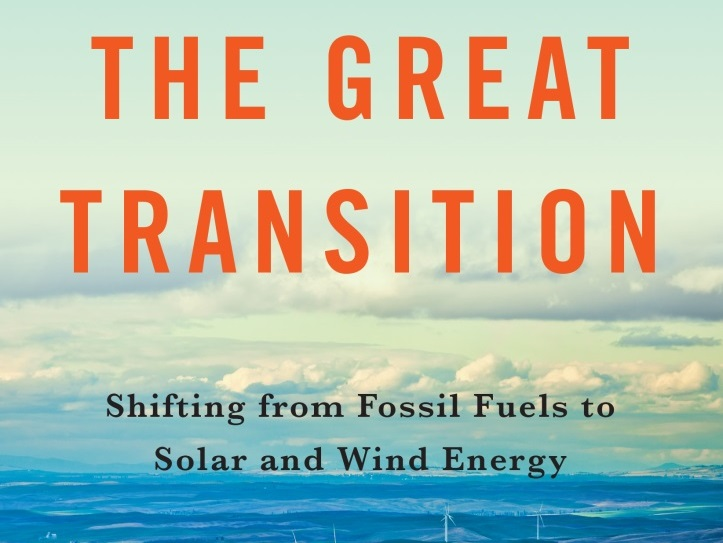 THE GREAT
TRANSITION
Shifting from Fossil Fuels to
Solar and Wind Energy